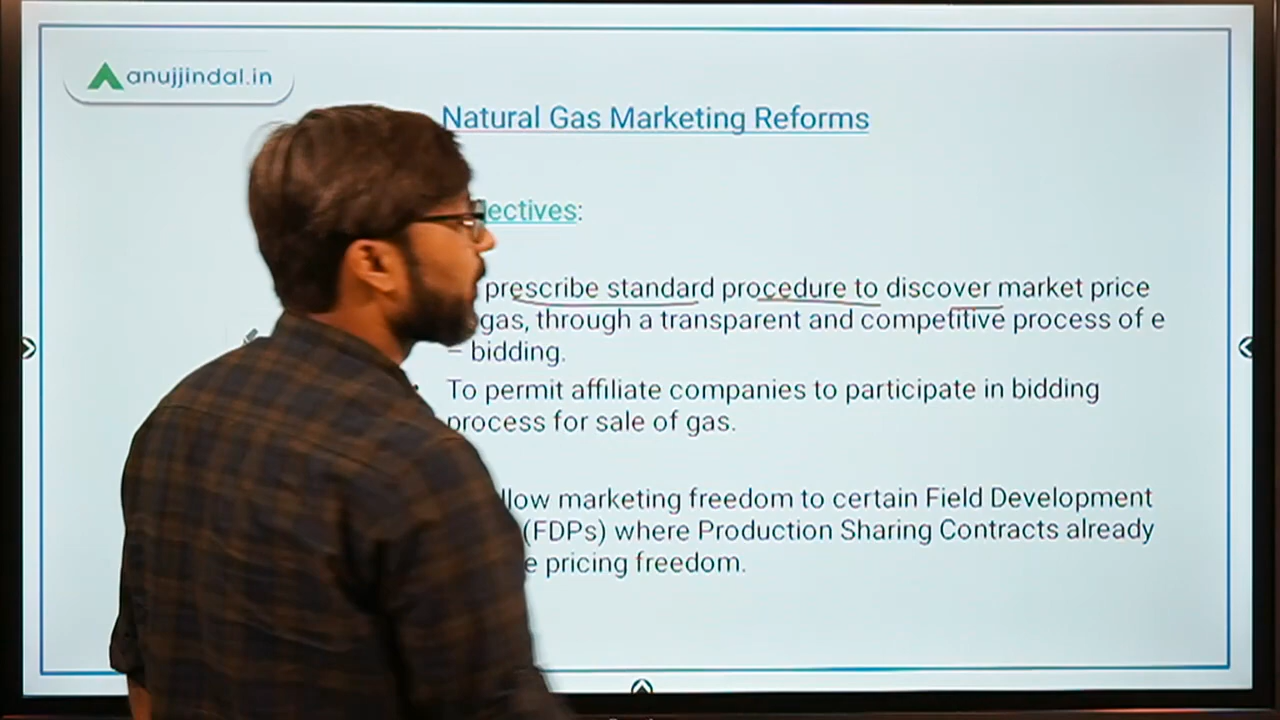 anujjindal.in
Natural Gas Marketing Reforms
ectives:
prescribe standard procedure to discover market price
gas, through a transparent and competitive process of e
– bidding.
To permit affiliate companies to participate in bidding
process for sale of gas.
llow marketing freedom to certain Field Development
(FDPs) where Production Sharing Contracts already
e pricing freedom.